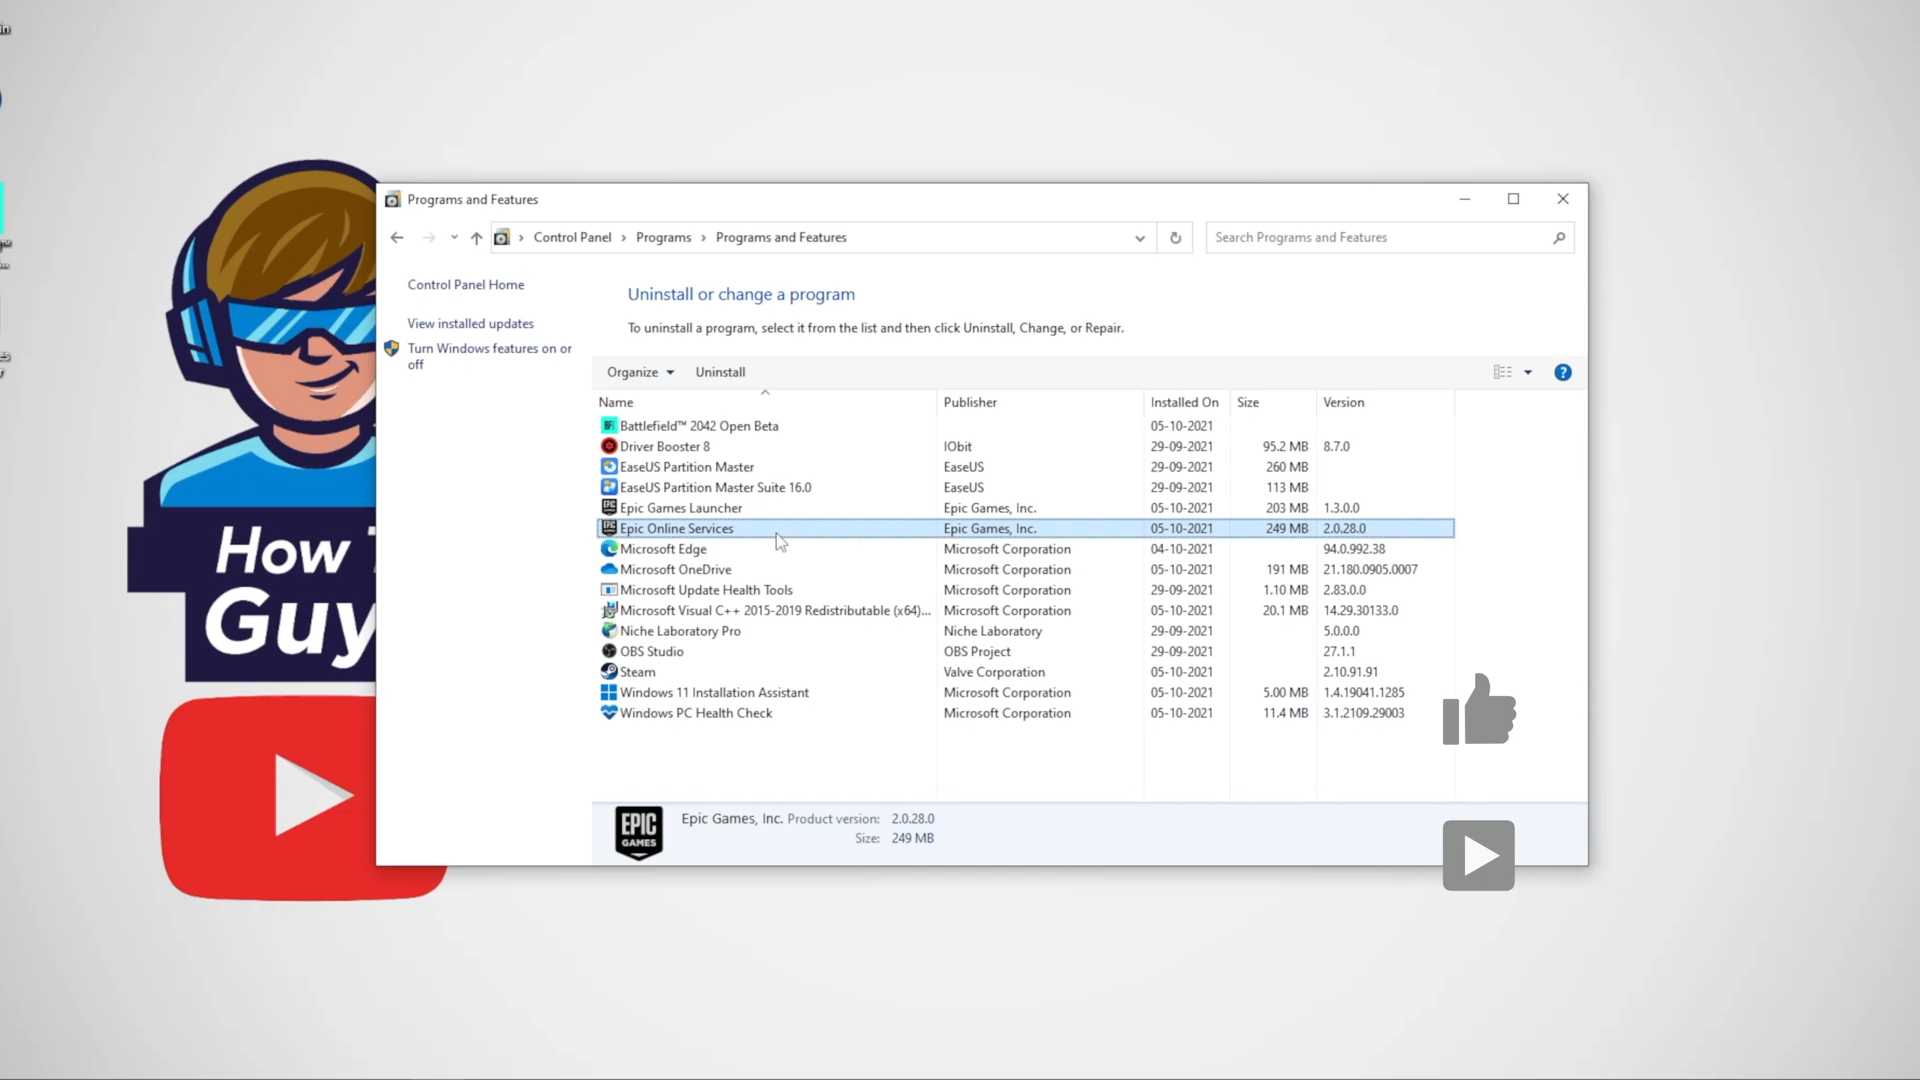 in
Programs and Features
Control Panel > Programs > Programs and Features
Search Programs and Features
Control Panel Home
View installed updates
Turn Windows features on or
off
Uninstall or change a program
To uninstall a program, select it from the list and then click Uninstall, Change, or Repair.
Organize Uninstall
Name Publisher Installed On Size Version
Battlefield™ 2042 Open Beta 05-10-2021
Driver Booster 8 IObit 29-09-2021 95.2 MB 8.7.0
EaseUS Partition Master EaseUS 29-09-2021 260 MB
EaseUS Partition Master Suite 16.0 EaseUS 29-09-2021 113 MB
Epic Games Launcher Epic Games, Inc. 05-10-2021 203 MB 1.3.0.0
Epic Online Services Epic Games, Inc. 05-10-2021 249 MB 2.0.28.0
Microsoft Edge Microsoft Corporation 04-10-2021 94.0.992.38
Microsoft OneDrive Microsoft Corporation 05-10-2021 191 MB 21.180.0905.0007
Microsoft Update Health Tools Microsoft Corporation 29-09-2021 1.10 MB 2.83.0.0
Microsoft Visual C++ 2015-2019 Redistributable (x64)... Microsoft Corporation 05-10-2021 20.1 MB 14.29.30133.0
Niche Laboratory Pro Niche Laboratory 29-09-2021 5.0.0.0
OBS Studio OBS Project 29-09-2021 27.1.1
Steam Valve Corporation 05-10-2021 2.10.91.91
Windows 11 Installation Assistant Microsoft Corporation 05-10-2021 5.00 MB 1.4.19041.1285
Windows PC Health Check Microsoft Corporation 05-10-2021 11.4 MB 3.1.2109.29003
EPIC
GAMES
Epic Games, Inc. Product version: 2.0.28.0
Size: 249 MB
How
Guy